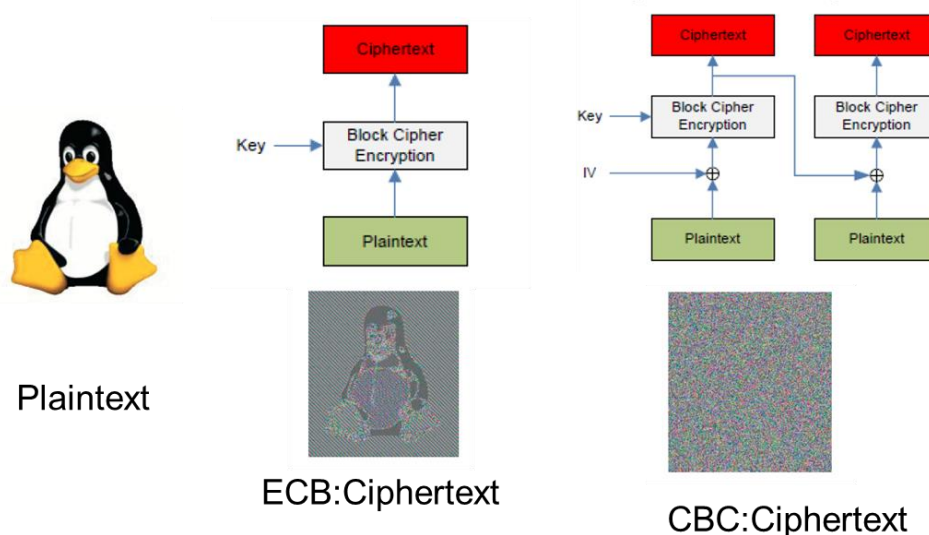 Ciphertext
Key
Block Cipher
Encryption
Plaintext
Ciphertext
Ciphertext
Key
Block Cipher
Encryption
Block Cipher
Encryption
IV
Plaintext
Plaintext
Plaintext
ECB:Ciphertext
CBC:Ciphertext